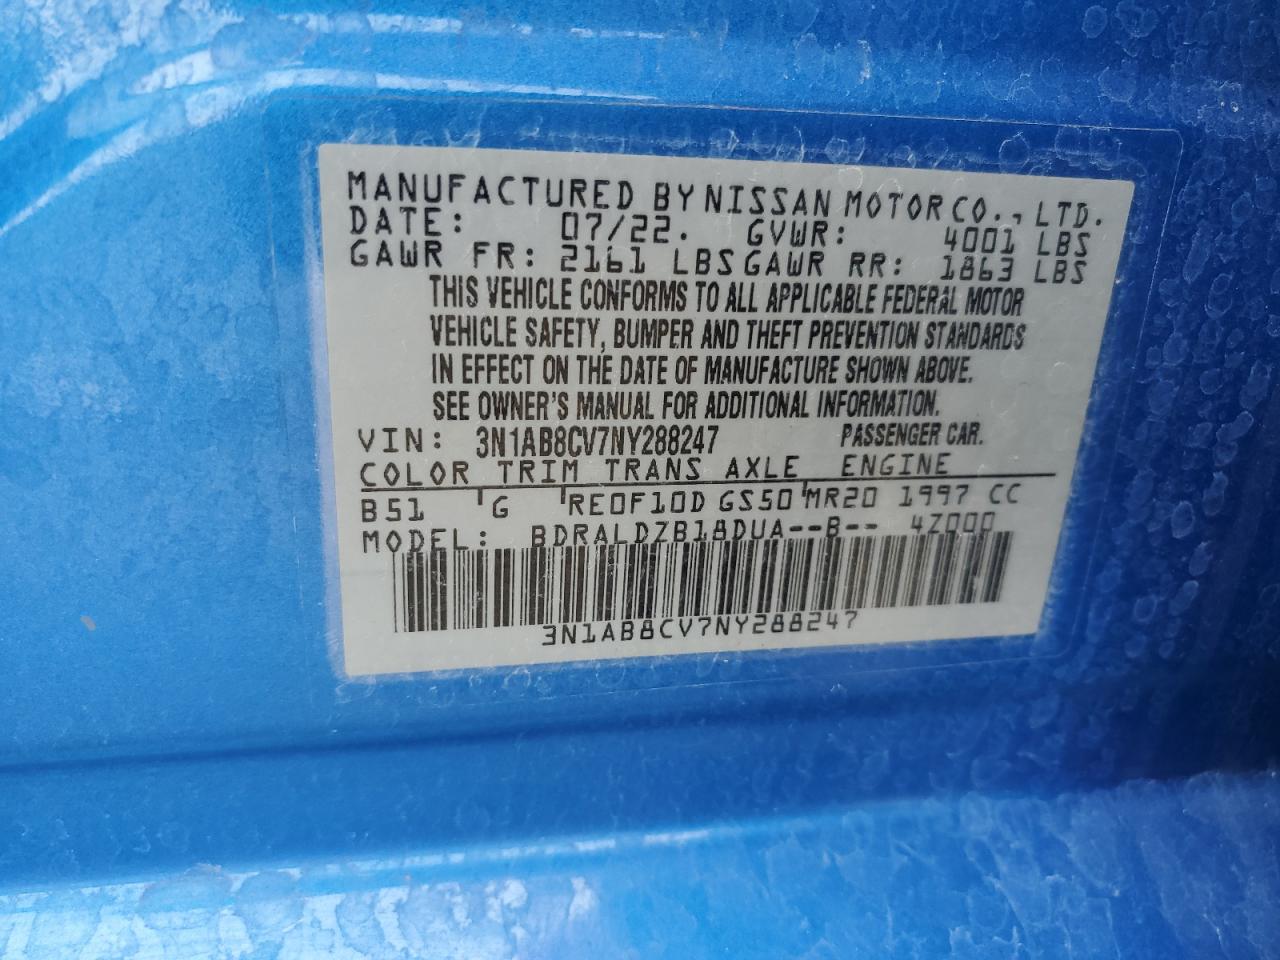 MANUFACTURED BY NISSAN MOTOR CO., LTD.
DATE: 07/22. GVWR: 4001 LBS
GAWR FR: 2161 LBS GAWR RR: 1863 LBS
THIS VEHICLE CONFORMS TO ALL APPLICABLE FEDERAL MOTOR
VEHICLE SAFETY, BUMPER AND THEFT PREVENTION STANDARDS
IN EFFECT ON THE DATE OF MANUFACTURE SHOWN ABOVE.
SEE OWNER'S MANUAL FOR ADDITIONAL INFORMATION.
VIN: 3N1AB8CV7NY288247 PASSENGER CAR.
COLOR TRIM TRANS AXLE ENGINE
B51 G RE0F10D GS50 MR20 1997 CC
MODEL: BDRALDZB18DUA--B-- 4Z000
3N1AB8CV7NY288247